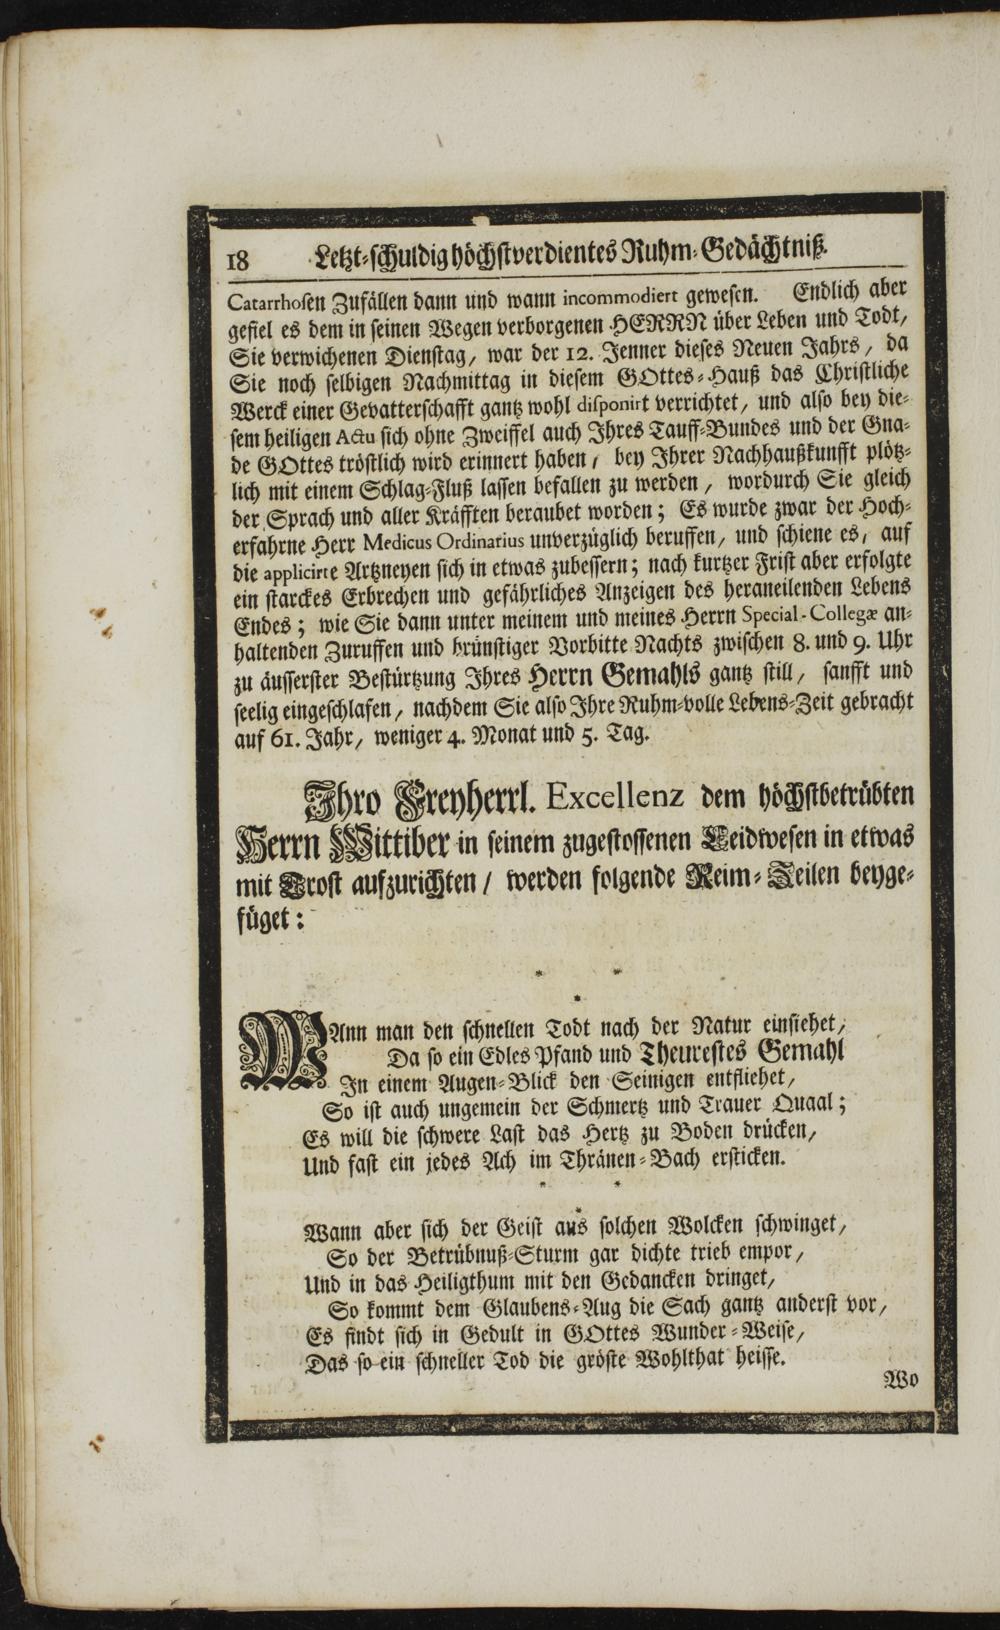 18 Letzt-schuldig höchstverdientes Ruhm-Gedächtniß.
Catarrhosen Zufällen dann und wann incommodiert gewesen. Endlich aber
gefiel es dem in seinen Wegen verborgenen HERRN über Leben und Todt,
Sie verwichenen Dienstag, war der 12. Jenner dieses Neuen Jahrs, da
Sie noch selbigen Nachmittag in diesem GOttes-Hauß das Christliche
Werck einer Gevatterschafft gantz wohl disponirt verrichtet, und also bey die-
sem heiligen Actu sich ohne Zweiffel auch Ihres Tauff-Bundes und der Gna-
de GOttes tröstlich wird erinnert haben, bey Ihrer Nachhaußkunfft plötz-
lich mit einem Schlag-Fluß lassen befallen zu werden, wordurch Sie gleich
der Sprach und aller Kräfften beraubet worden; Es wurde zwar der Hoch-
erfahrne Herr Medicus Ordinarius unverzüglich beruffen, und schiene es, auf
die applicirte Artzneyen sich in etwas zubessern; nach kurtzer Frist aber erfolgte
ein starckes Erbrechen und gefährliches Anzeigen des heraneilenden Lebens
Endes; wie Sie dann unter meinem und meines Herrn Special-Collegæ an-
haltenden Zuruffen und brünstiger Vorbitte Nachts zwischen 8. und 9. Uhr
zu äusserster Bestürtzung Ihres Herrn Gemahls gantz still, sanfft und
seelig eingeschlafen, nachdem Sie also Ihre Ruhm-volle Lebens-Zeit gebracht
auf 61. Jahr, weniger 4. Monat und 5. Tag.
Ihro Freyherrl. Excellenz dem höchstbetrübten
Herrn Wittiber in seinem zugestossenen Leidwesen in etwas
mit Trost aufzurichten / werden folgende Reim-Zeilen beyge-
füget:
* *
*
WAnn man den schnellen Todt nach der Natur einsiehet,
Da so ein Edles Pfand und Theurestes Gemahl
In einem Augen-Blick den Seinigen entfliehet,
So ist auch ungemein der Schmertz und Trauer Quaal;
Es will die schwere Last das Hertz zu Boden drücken,
Und fast ein jedes Ach im Thränen-Bach ersticken.
* *
*
Wann aber sich der Geist aus solchen Wolcken schwinget,
So der Betrübnuß-Sturm gar dichte trieb empor,
Und in das Heiligthum mit den Gedancken dringet,
So kommt dem Glaubens-Aug die Sach gantz anderst vor,
Es findt sich in Gedult in GOttes Wunder-Weise,
Das so ein schneller Tod die gröste Wohlthat heisse.
Wo